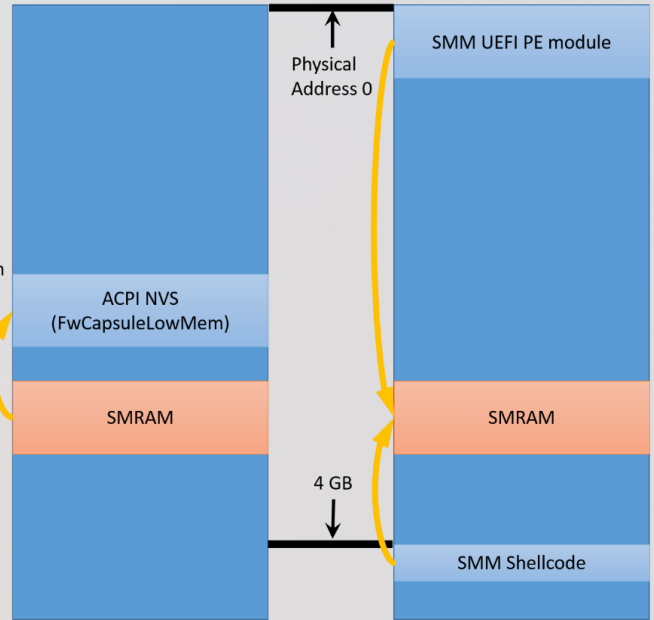 SMM UEFI PE module
Physical
Address 0
ACPI NVS
(FwCapsuleLowMem)
SMRAM
SMRAM
4 GB
SMM Shellcode